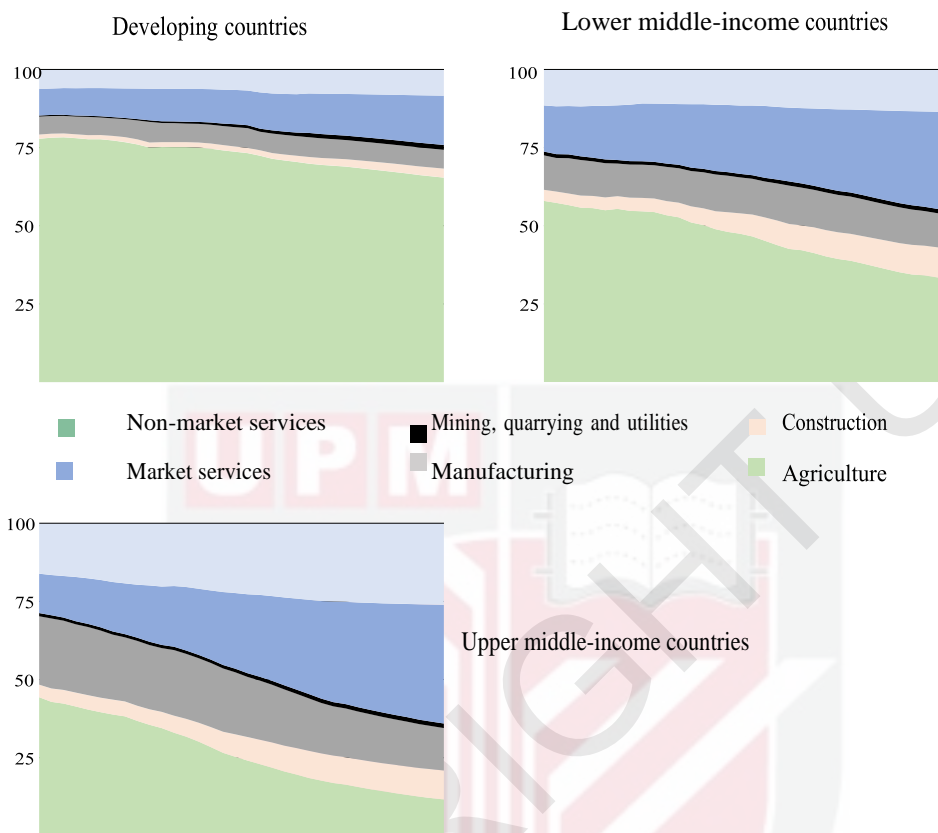 Developing countries
Lower middle-income countries
100
75
50
25
100
75
50
25
Non-market services
Mining, quarrying and utilities
Construction
Market services
Manufacturing
Agriculture
UPM
100
75
50
25
Upper middle-income countries